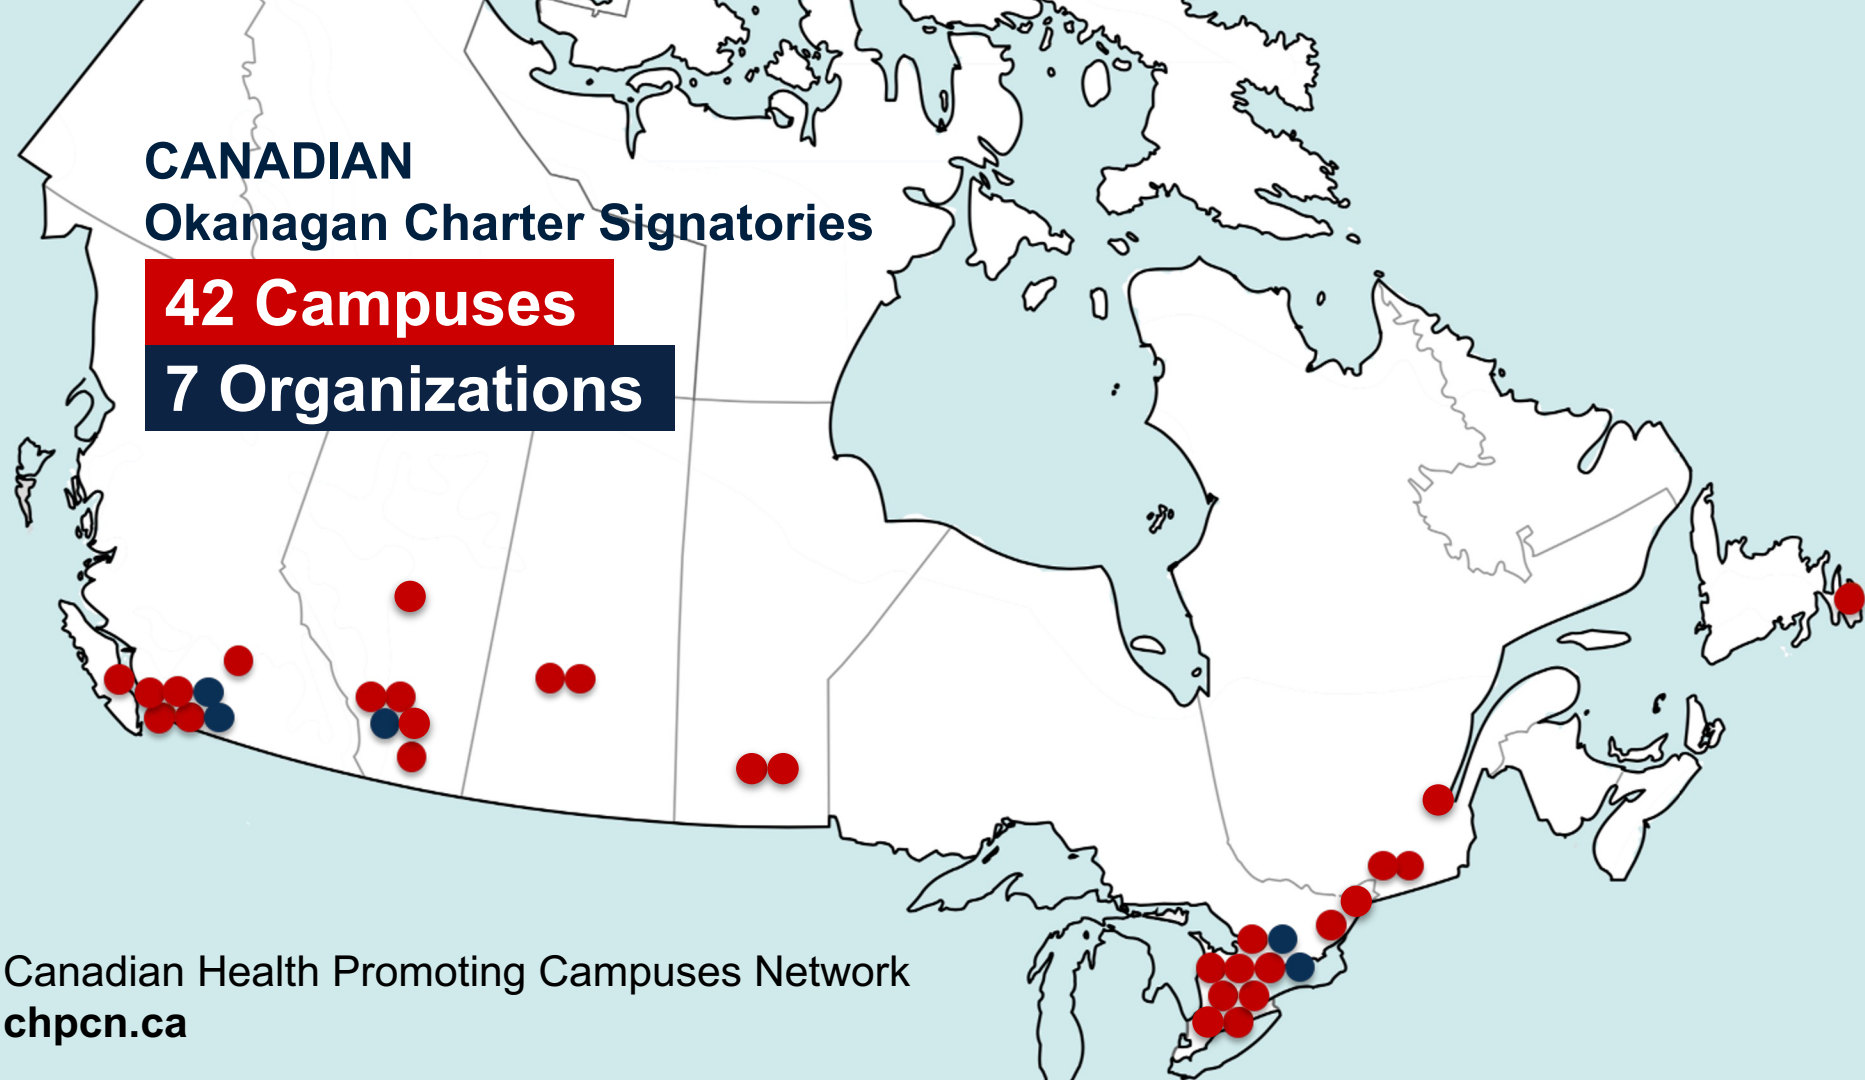 CANADIAN
Okanagan Charter Signatories
42 Campuses
7 Organizations
Canadian Health Promoting Campuses Network
chpcn.ca